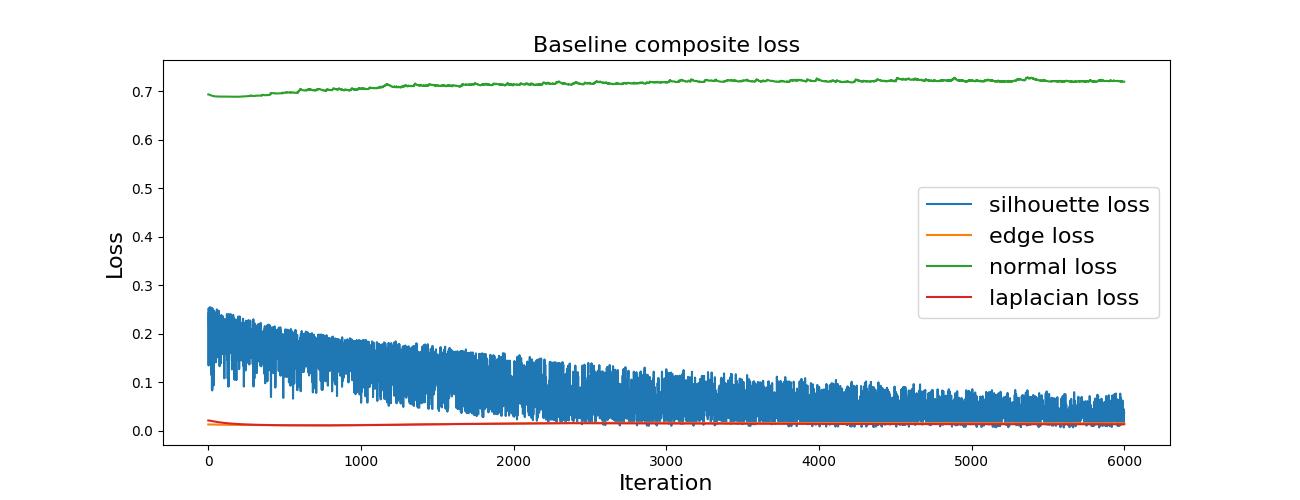 Baseline composite loss
Loss
0.7
0.6
0.5
0.4
0.3
0.2
0.1
0.0
silhouette loss
edge loss
normal loss
laplacian loss
0 1000 2000 3000 4000 5000 6000
Iteration